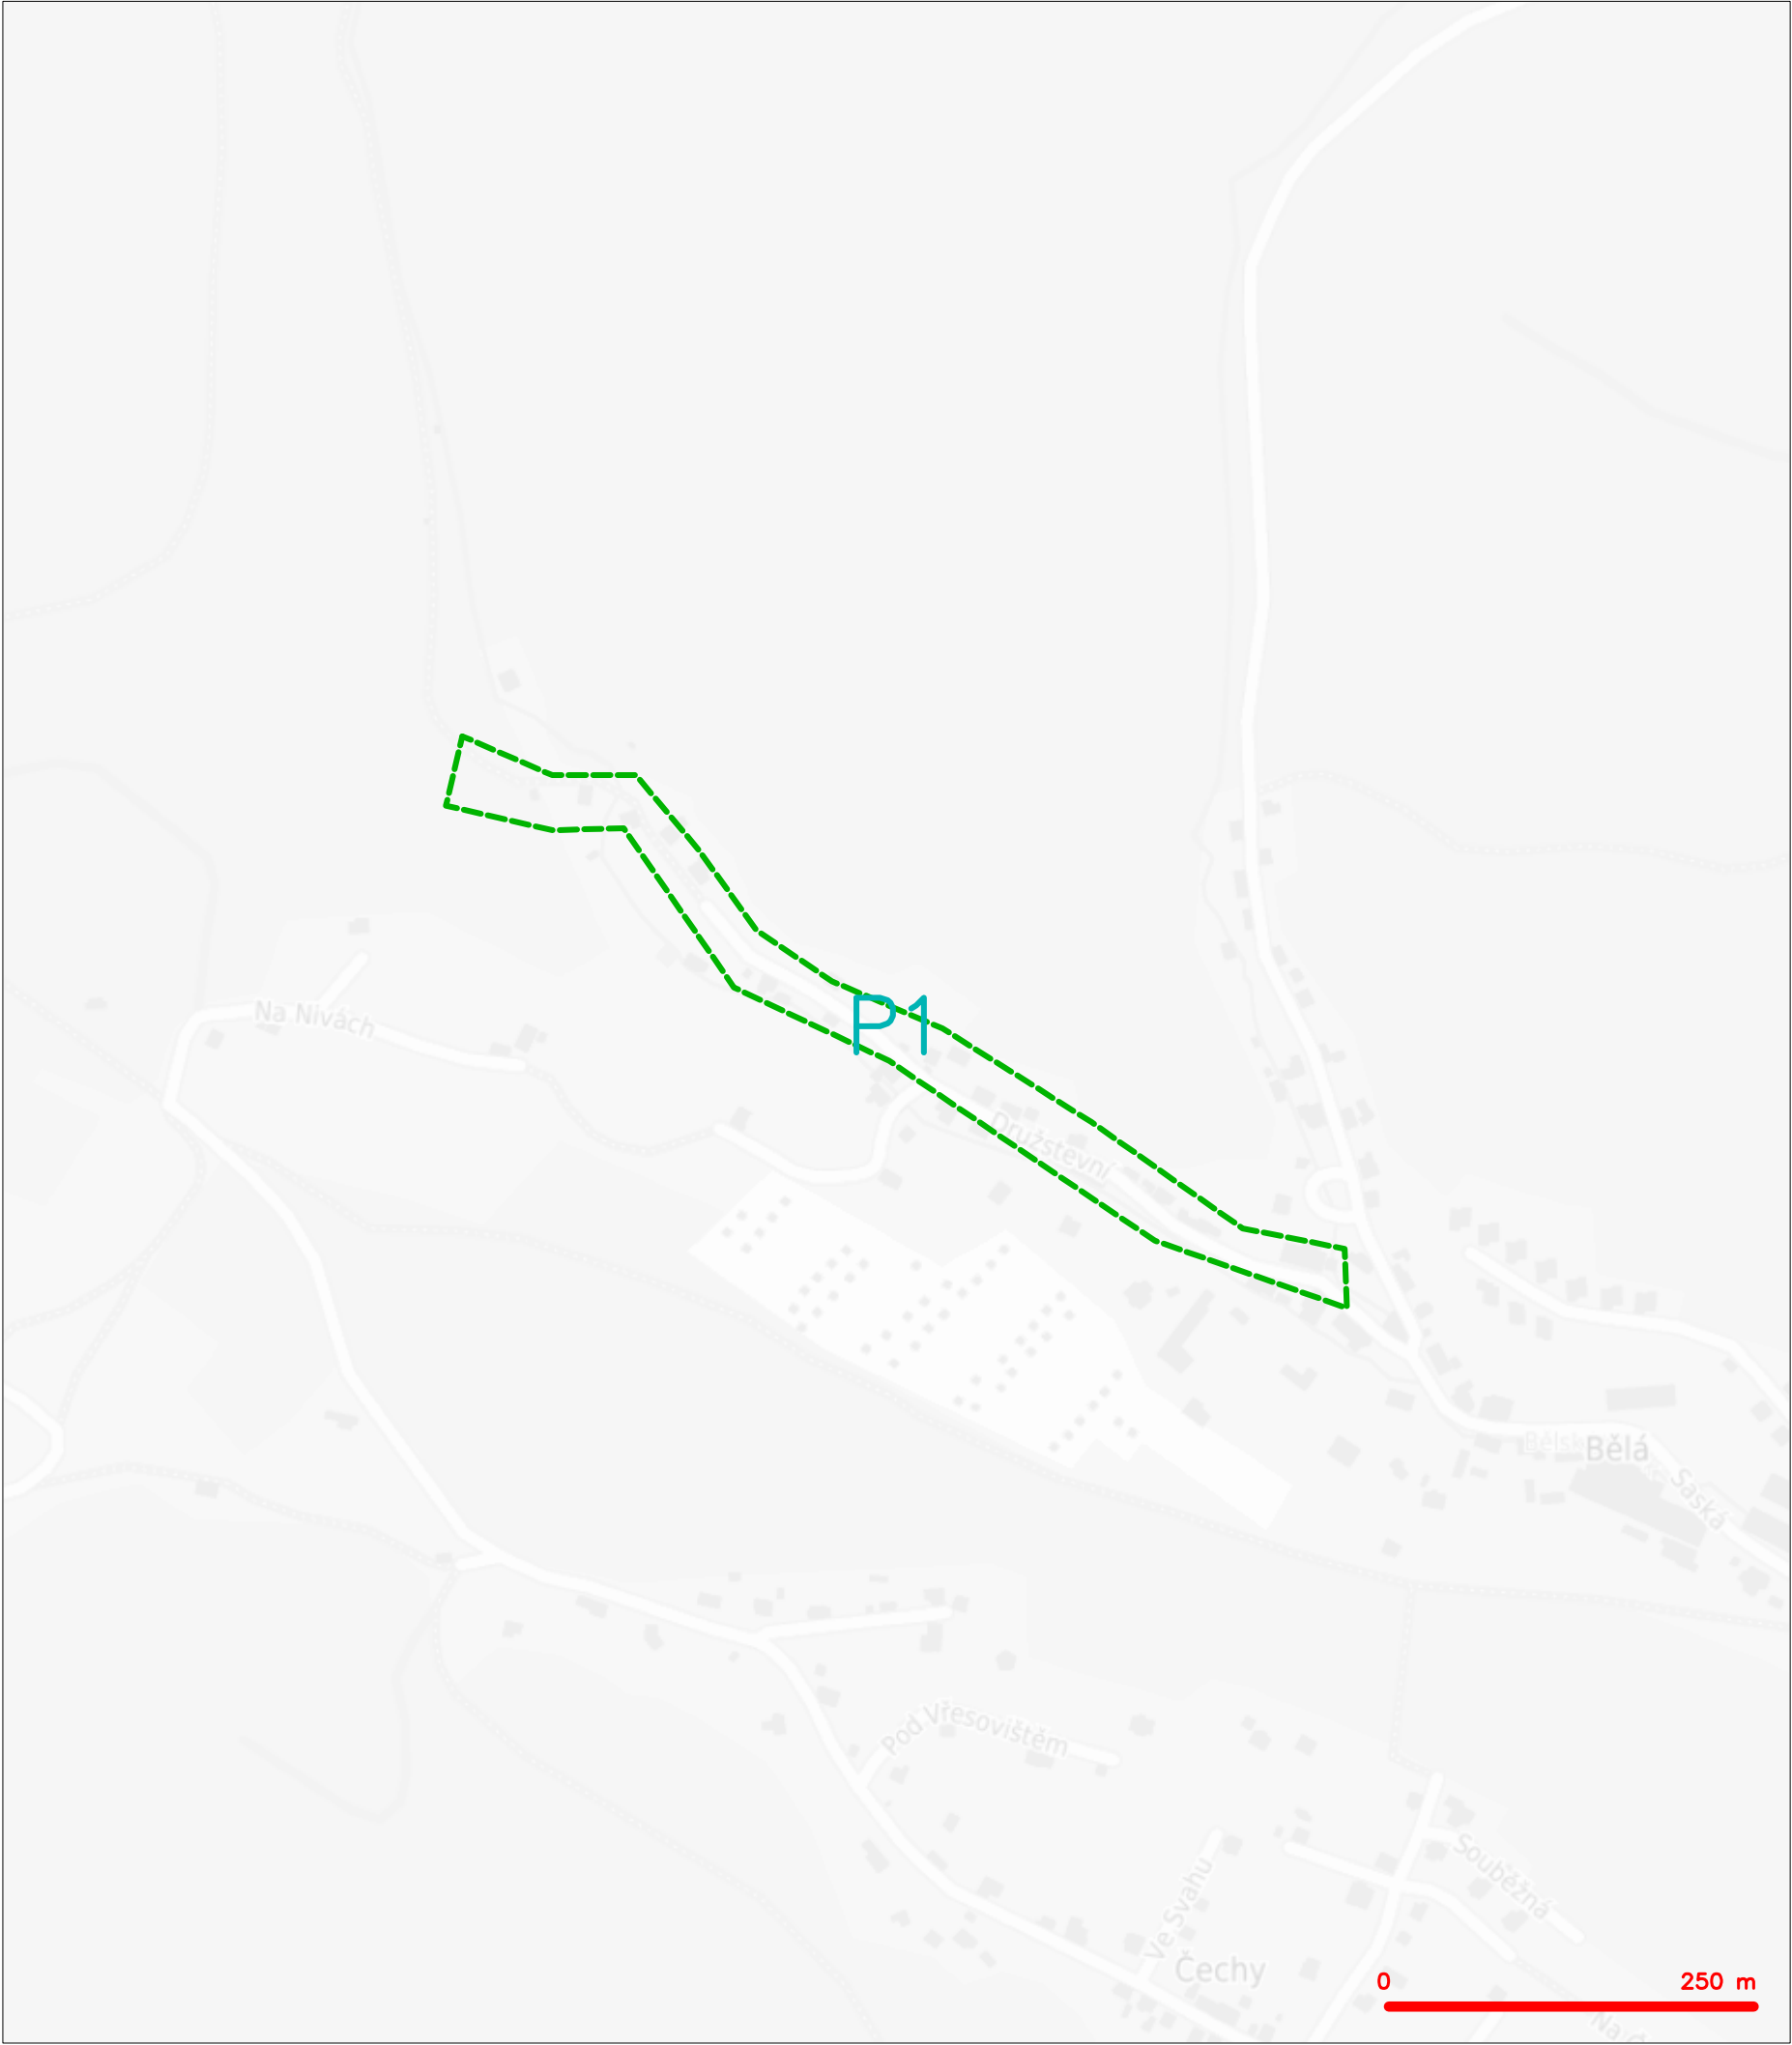 Na Nivách
P1
Družstevní
Bělá
Saská
Pod Vřesovištěm
Souběžná
Ve Svahu
Čechy
0 250 m